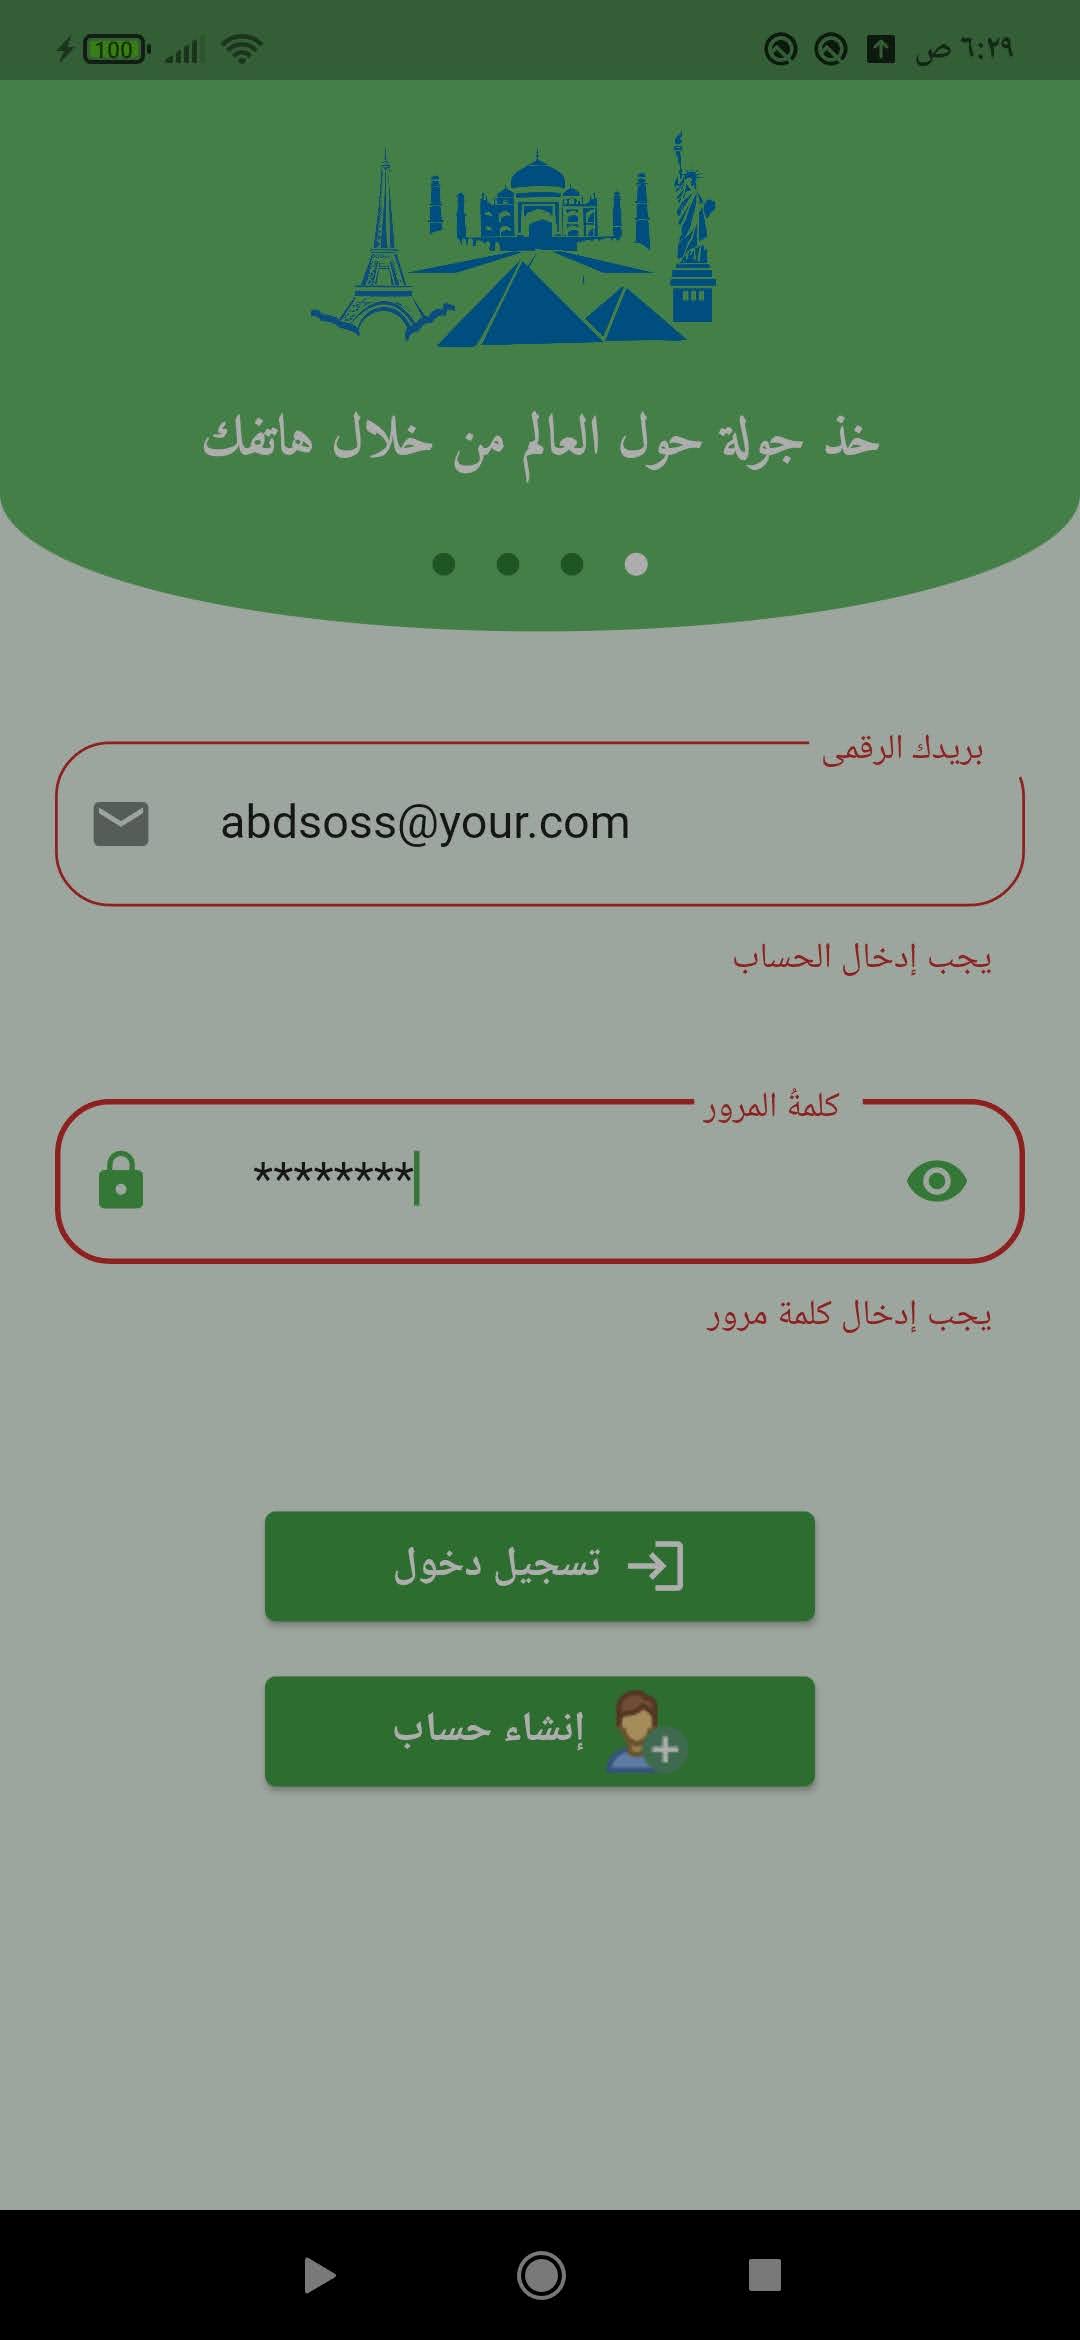 100
٦:٢٩ ص
خذ جولة حول العالم من خلال هاتفك
بريدك الرقمى
abdsoss@your.com
يجب إدخال الحساب
كلمةُ المرور
********
يجب إدخال كلمة مرور
تسجيل دخول
إنشاء حساب